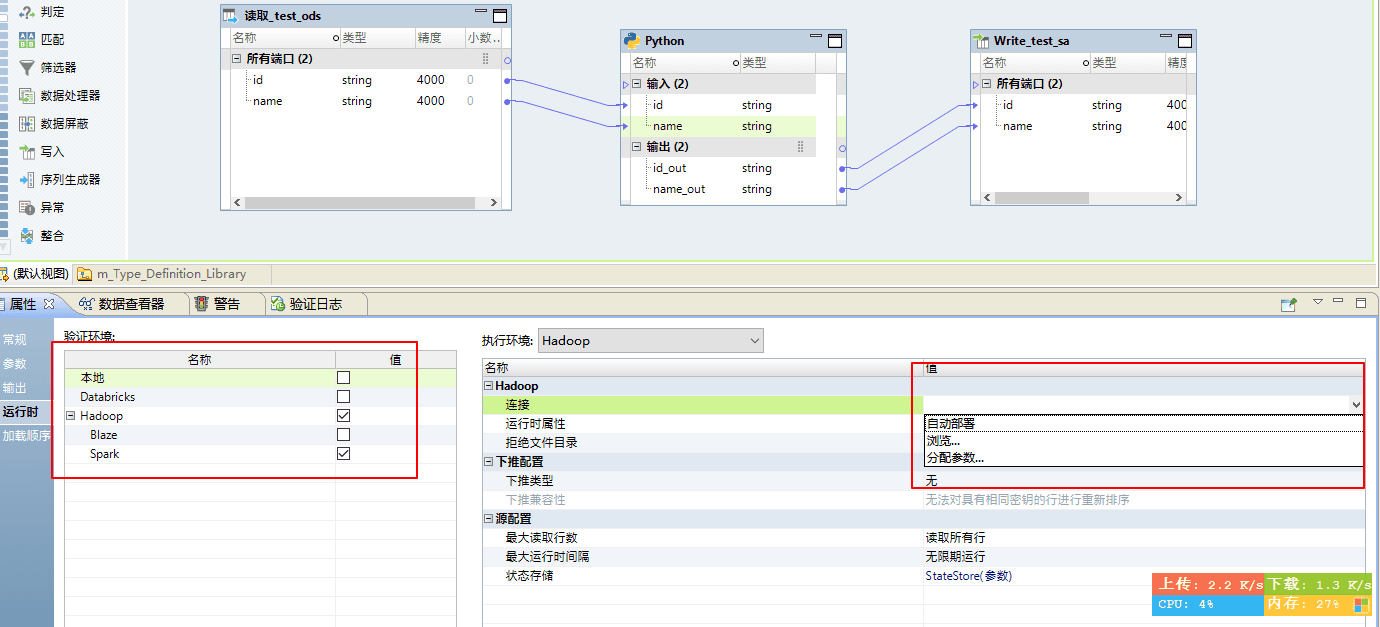 判定
匹配
筛选器
数据处理器
数据屏蔽
写入
序列生成器
异常
整合
读取_test_ods
名称 类型 精度 小数..
所有端口 (2)
id string 4000 0
name string 4000 0
Python
名称 类型
输入 (2)
id string
name string
输出 (2)
id_out string
name_out string
Write_test_sa
名称 类型 精度
所有端口 (2)
id string 400
name string 400
(默认视图) m_Type_Definition_Library
属性 数据查看器 警告 验证日志
常规
参数
输出
运行时
加载顺序
验证环境:
名称 值
本地
Databricks
Hadoop
Blaze
Spark
执行环境: Hadoop
名称 值
Hadoop
连接
自动部署
运行时属性
浏览...
拒绝文件目录
分配参数...
下推配置
下推类型 无
下推兼容性 无法对具有相同密钥的行进行重新排序
源配置
最大读取行数 读取所有行
最大运行时间隔 无限期运行
状态存储 StateStore(参数)
上传: 2.2 K/s 下载: 1.3 K/s
CPU: 4% 内存: 27%